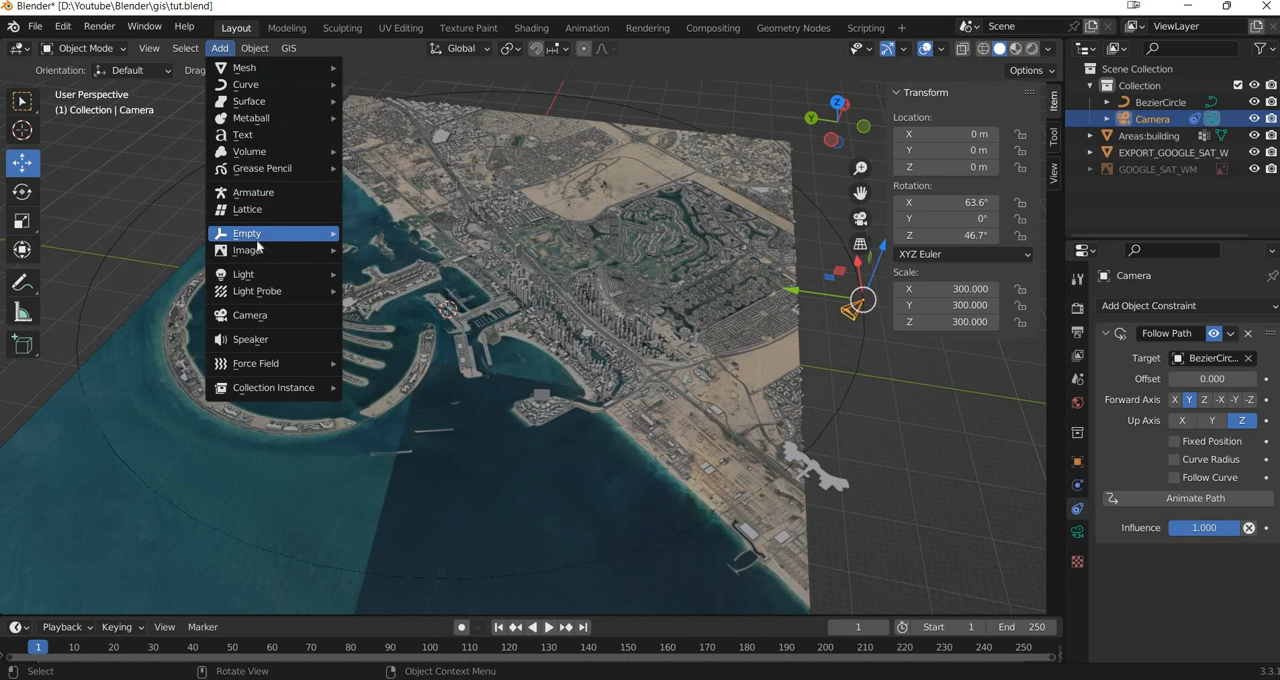 Blender* [D:\Youtube\Blender\gis\tut.blend]
File Edit Render Window Help Layout Modeling Sculpting UV Editing Texture Paint Shading Animation Rendering Compositing Geometry Nodes Scripting + Scene ViewLayer
Object Mode View Select Add Object GIS Global
Orientation: Default Drag Options
User Perspective
(1) Collection | Camera
Mesh
Curve
Surface
Metaball
Text
Volume
Grease Pencil
Armature
Lattice
Empty
Image
Light
Light Probe
Camera
Speaker
Force Field
Collection Instance
Z
Y
Transform
Location:
X 0 m
Y 0 m
Z 0 m
Rotation:
X 63.6°
Y 0°
Z 46.7°
XYZ Euler
Scale:
X 300.000
Y 300.000
Z 300.000
Item
Tool
View
Scene Collection
Collection
BezierCircle
Camera
Areas:building
EXPORT_GOOGLE_SAT_W
GOOGLE_SAT_WM
Camera
Add Object Constraint
Follow Path
Target BezierCirc...
Offset 0.000
Forward Axis X Y Z -X -Y -Z
Up Axis X Y Z
Fixed Position
Curve Radius
Follow Curve
Animate Path
Influence 1.000
Playback Keying View Marker 1 Start 1 End 250
1 10 20 30 40 50 60 70 80 90 100 110 120 130 140 150 160 170 180 190 200 210 220 230 240 250
Select Rotate View Object Context Menu 3.3.1